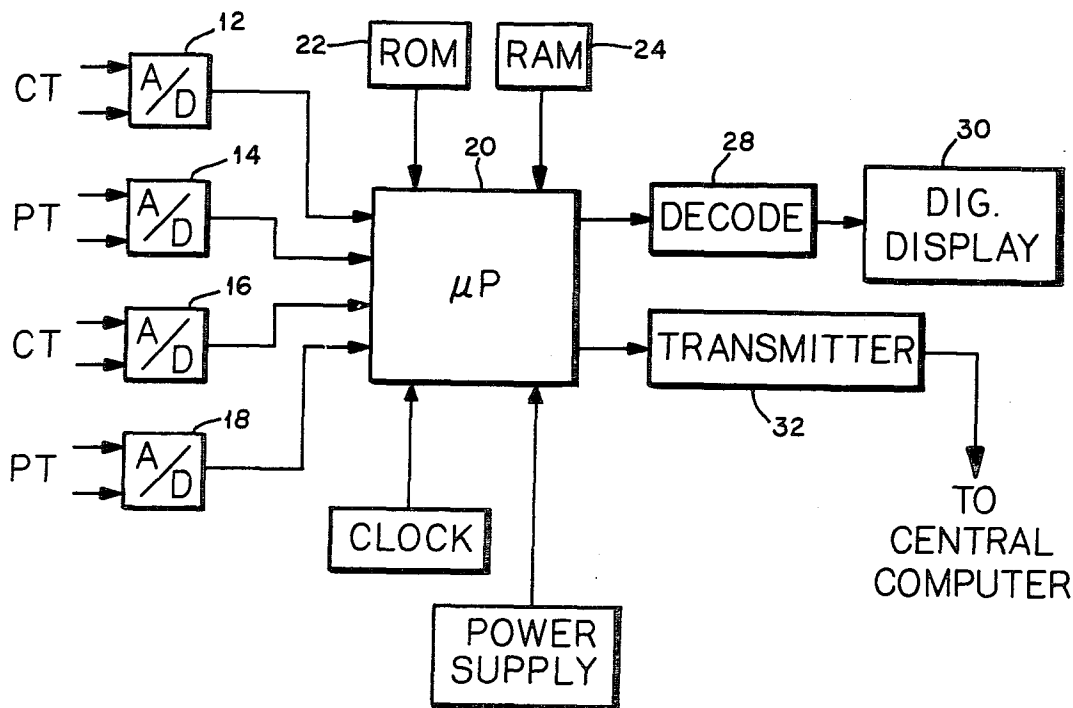 12
22
ROM
RAM
24
CT
A/D
14
20
28
30
PT
A/D
DECODE
DIG.
DISPLAY
μP
16
CT
A/D
TRANSMITTER
32
18
PT
A/D
CLOCK
TO
CENTRAL
COMPUTER
POWER
SUPPLY